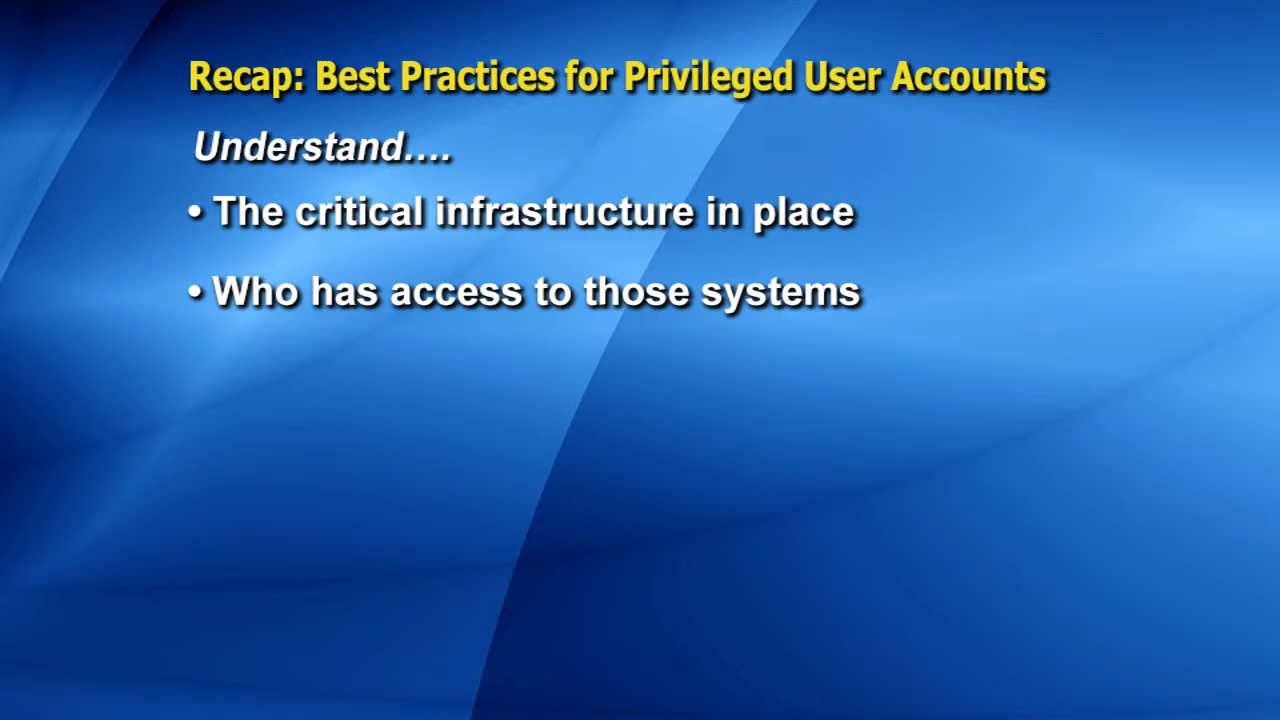 Recap: Best Practices for Privileged User Accounts
Understand....
• The critical infrastructure in place
• Who has access to those systems